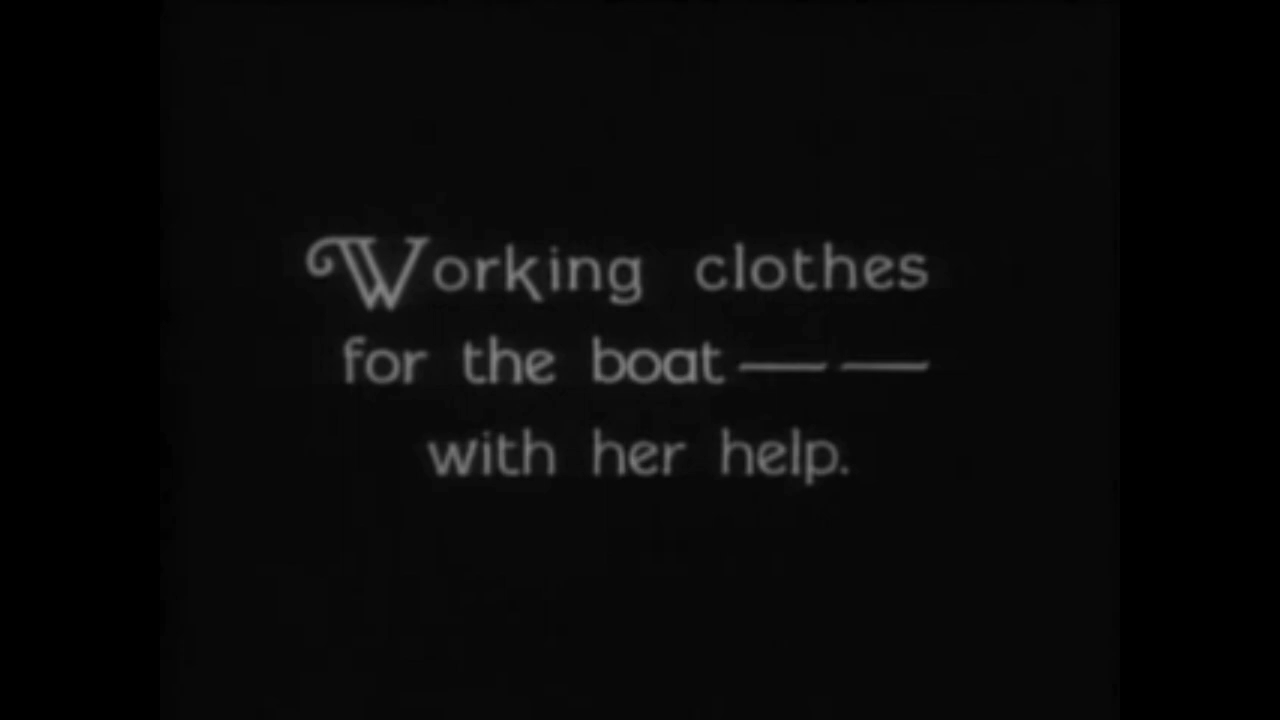 Working clothes
for the boat — —
with her help.